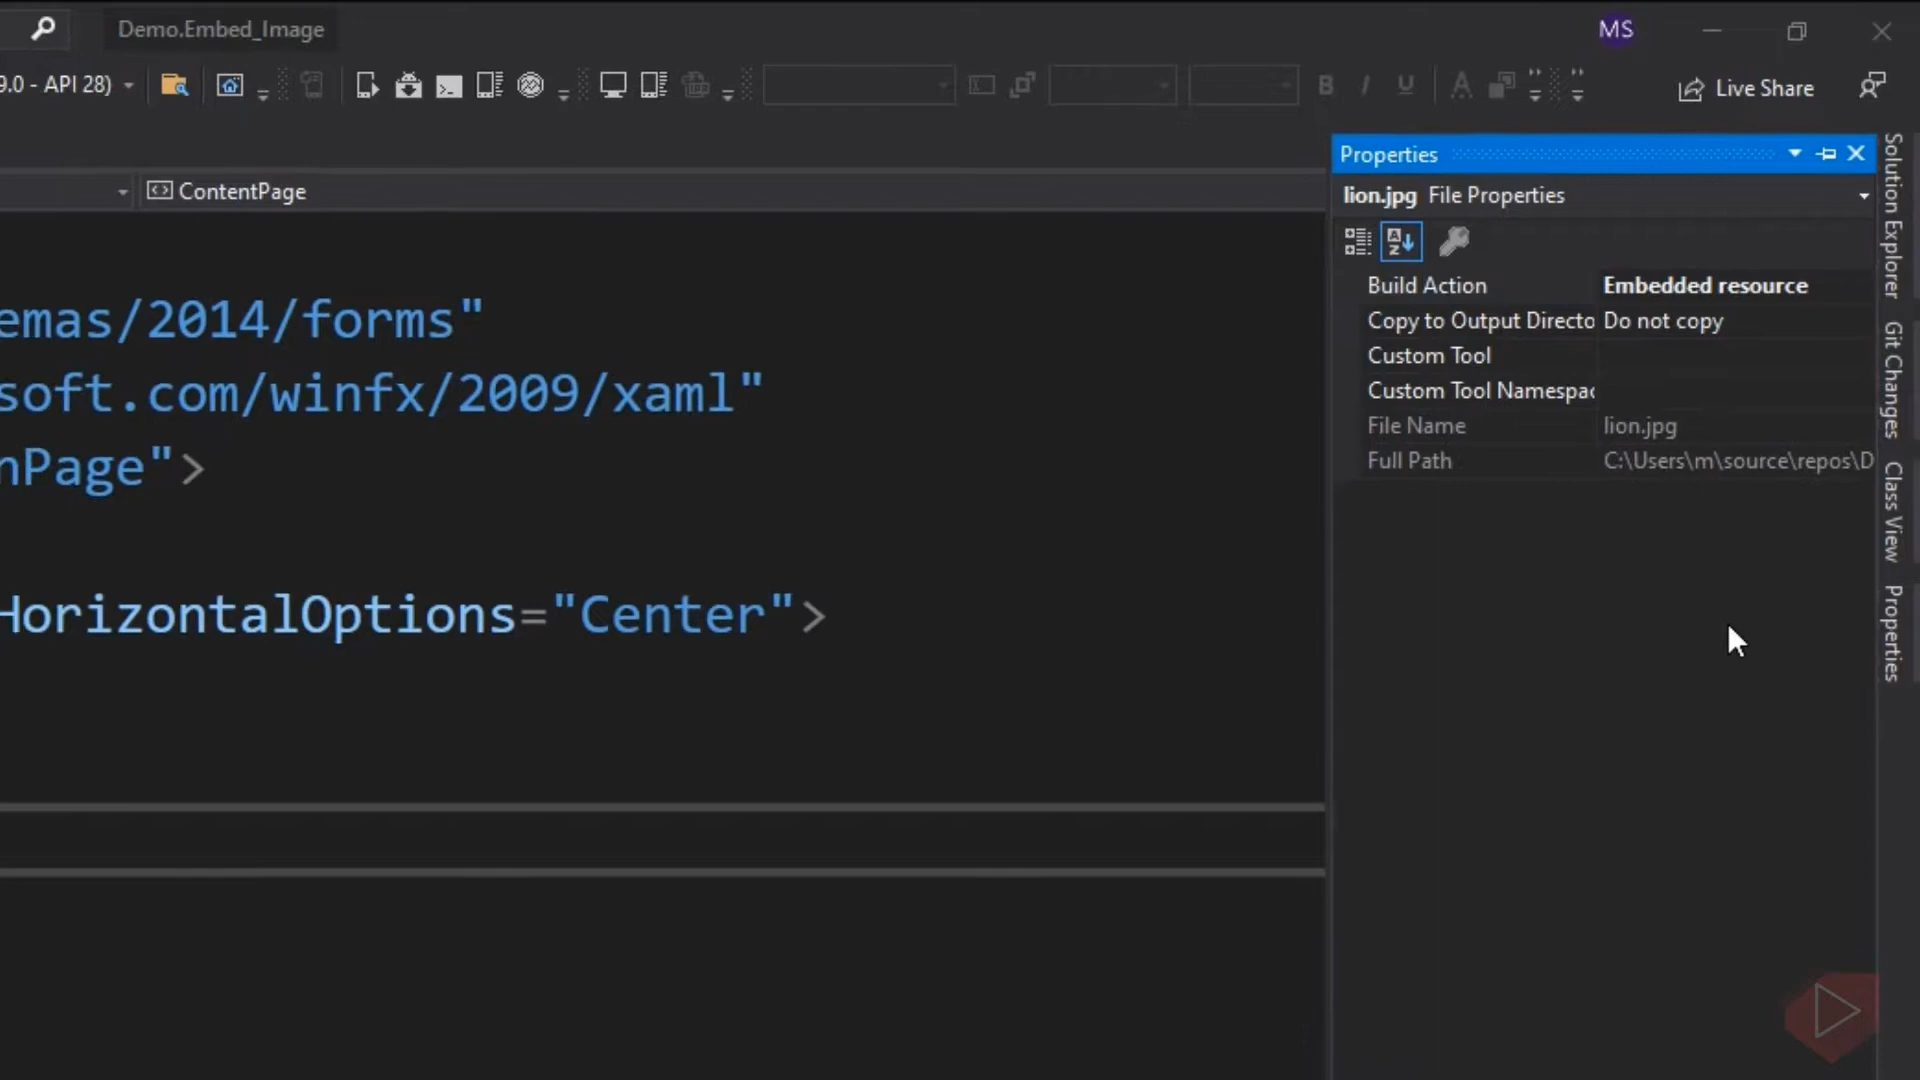 Demo.Embed_Image
MS
9.0 - API 28)
B I U A
Live Share
Properties
ContentPage
lion.jpg File Properties
Build Action Embedded resource
Copy to Output Directo Do not copy
Custom Tool
Custom Tool Namespac
File Name lion.jpg
Full Path C:\Users\m\source\repos\D
emas/2014/forms"
soft.com/winfx/2009/xaml"
nPage">
HorizontalOptions="Center">
Solution Explorer
Git Changes
Class View
Properties